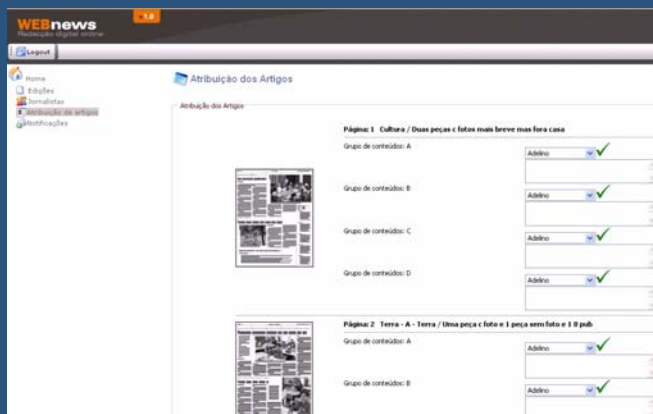 WEBnews
v1.0
Redacção digital online
Logout
Home
Edições
Jornalistas
Atribuição de artigos
Notificações
Atribuição dos Artigos
Atribuição dos Artigos
Página: 1 Cultura / Duas peças c fotos mais breve mas fora casa
Grupo de conteúdos: A
Adelino
Grupo de conteúdos: B
Adelino
Grupo de conteúdos: C
Adelino
Grupo de conteúdos: D
Adelino
Página: 2 Terra - A - Terra / Uma peça c foto e 1 peça sem foto e 1 8 pub
Grupo de conteúdos: A
Adelino
Grupo de conteúdos: B
Adelino